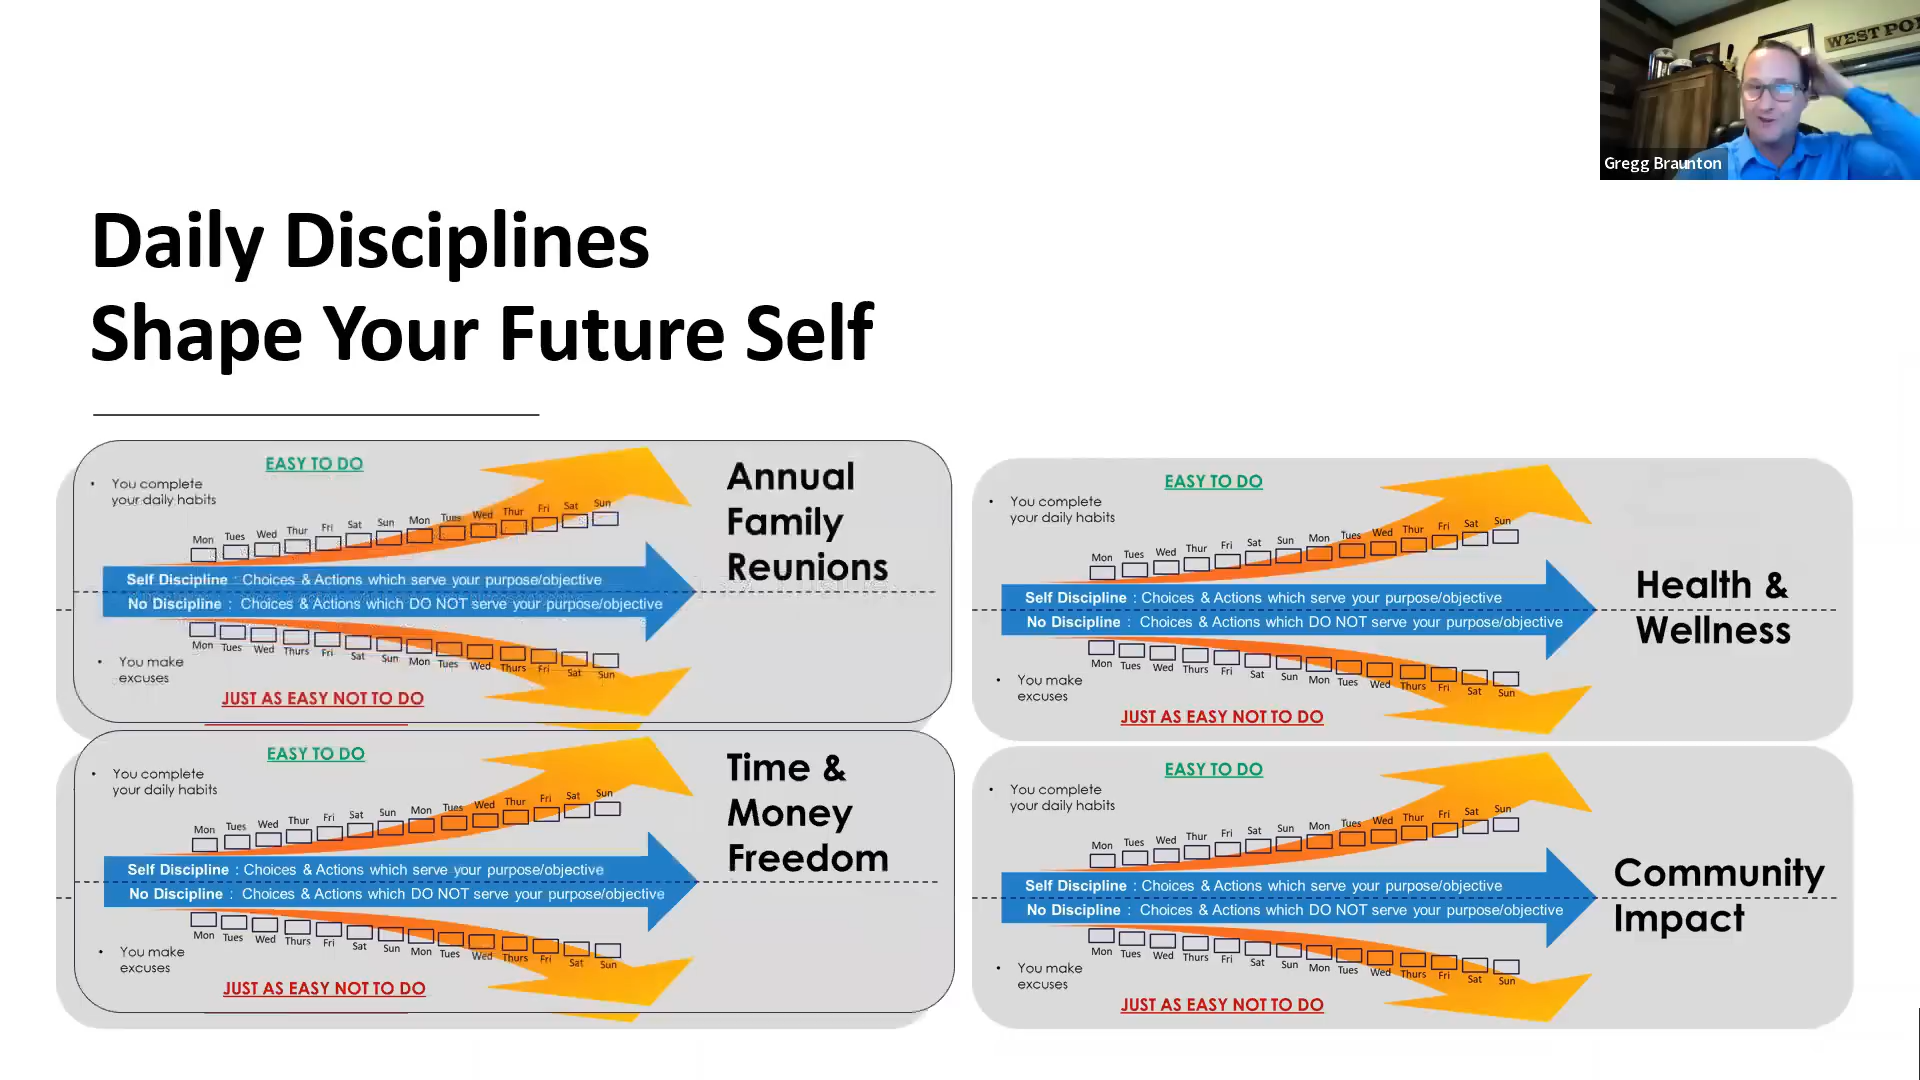 WEST PO
Gregg Braunton
Daily Disciplines
Shape Your Future Self
EASY TO DO
• You complete
your daily habits
Mon Tues Wed Thur Fri Sat Sun Mon Tues Wed Thur Fri Sat Sun
Self Discipline : Choices & Actions which serve your purpose/objective
No Discipline : Choices & Actions which DO NOT serve your purpose/objective
Mon Tues Wed Thurs Fri Sat Sun Mon Tues Wed Thurs Fri Sat Sun
• You make
excuses
JUST AS EASY NOT TO DO
Annual
Family
Reunions
EASY TO DO
• You complete
your daily habits
Mon Tues Wed Thur Fri Sat Sun Mon Tues Wed Thur Fri Sat Sun
Self Discipline : Choices & Actions which serve your purpose/objective
No Discipline : Choices & Actions which DO NOT serve your purpose/objective
Mon Tues Wed Thurs Fri Sat Sun Mon Tues Wed Thurs Fri Sat Sun
• You make
excuses
JUST AS EASY NOT TO DO
Health &
Wellness
EASY TO DO
• You complete
your daily habits
Mon Tues Wed Thur Fri Sat Sun Mon Tues Wed Thur Fri Sat Sun
Self Discipline : Choices & Actions which serve your purpose/objective
No Discipline : Choices & Actions which DO NOT serve your purpose/objective
Mon Tues Wed Thurs Fri Sat Sun Mon Tues Wed Thurs Fri Sat Sun
• You make
excuses
JUST AS EASY NOT TO DO
Time &
Money
Freedom
EASY TO DO
• You complete
your daily habits
Mon Tues Wed Thur Fri Sat Sun Mon Tues Wed Thur Fri Sat Sun
Self Discipline : Choices & Actions which serve your purpose/objective
No Discipline : Choices & Actions which DO NOT serve your purpose/objective
Mon Tues Wed Thurs Fri Sat Sun Mon Tues Wed Thurs Fri Sat Sun
• You make
excuses
JUST AS EASY NOT TO DO
Community
Impact